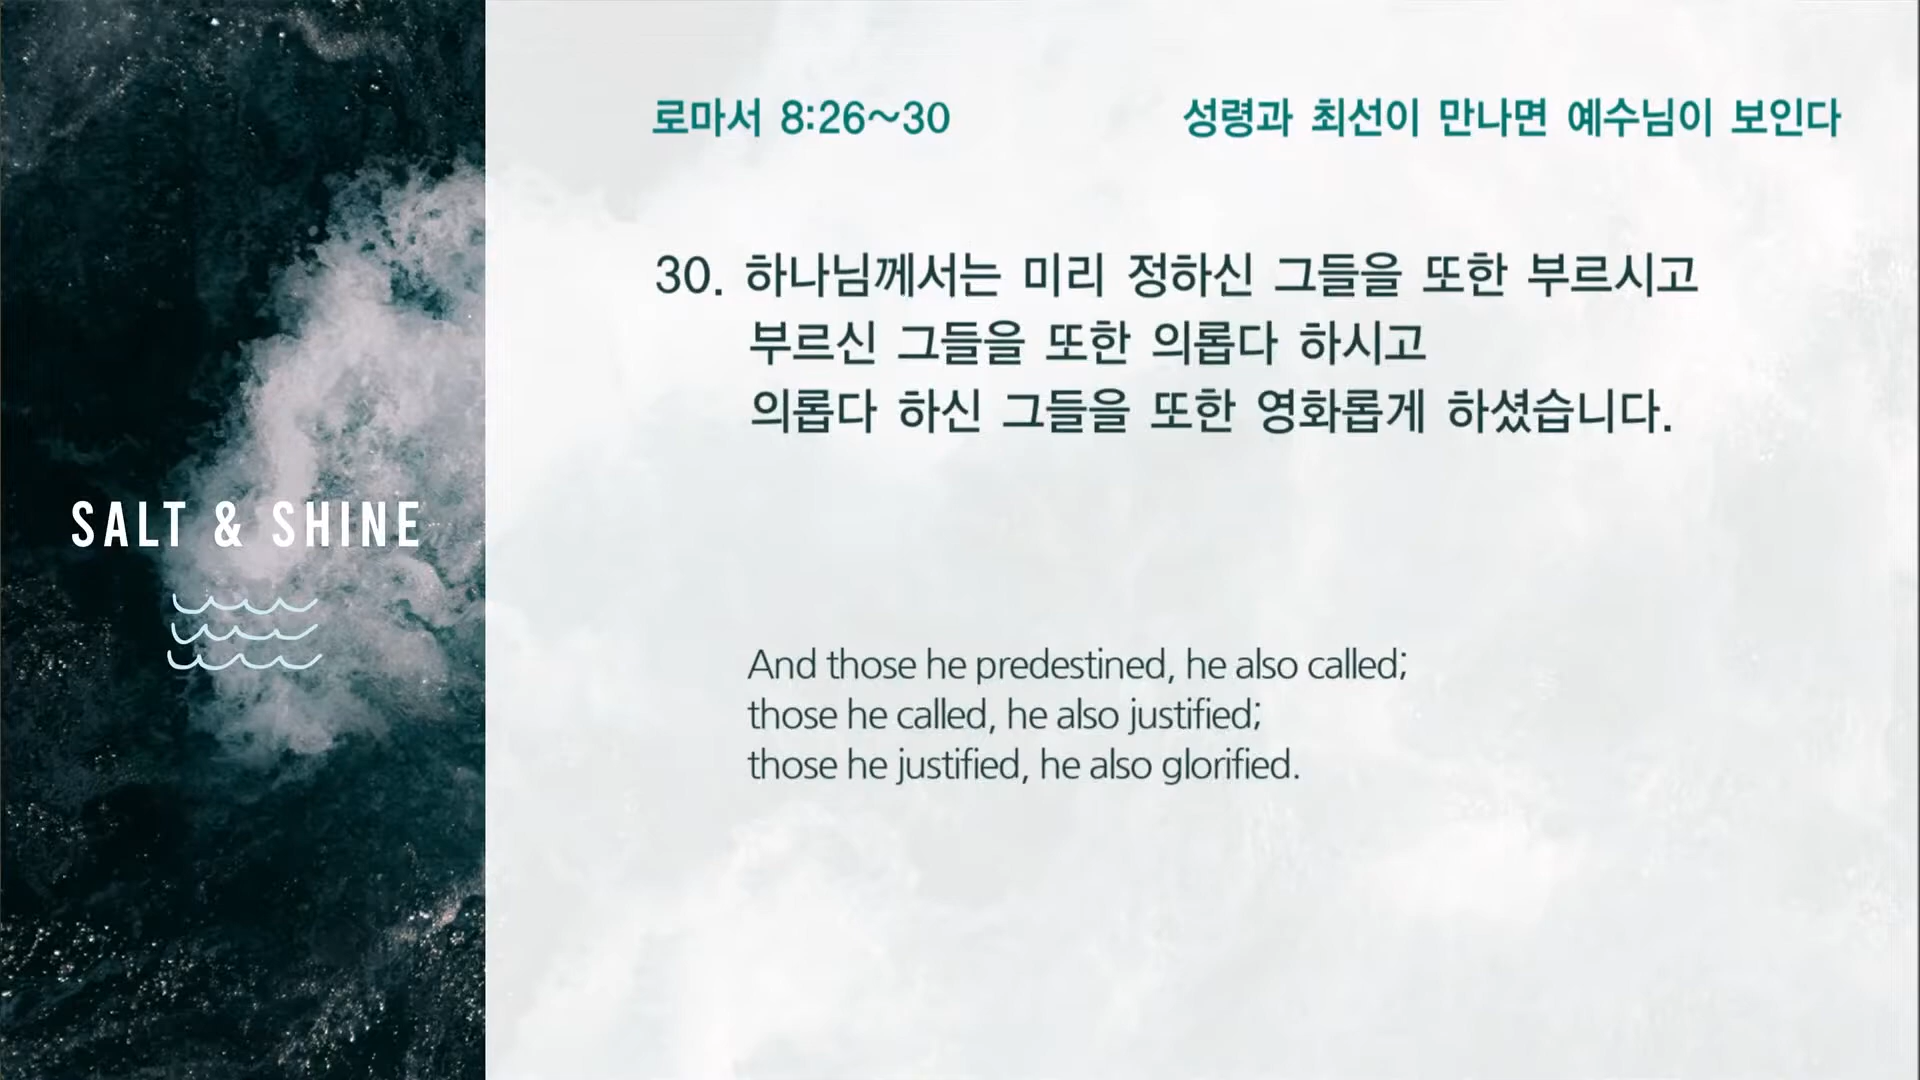 SALT & SHINE
로마서 8:26~30
성령과 최선이 만나면 예수님이 보인다
30. 하나님께서는 미리 정하신 그들을 또한 부르시고
부르신 그들을 또한 의롭다 하시고
의롭다 하신 그들을 또한 영화롭게 하셨습니다.
And those he predestined, he also called;
those he called, he also justified;
those he justified, he also glorified.